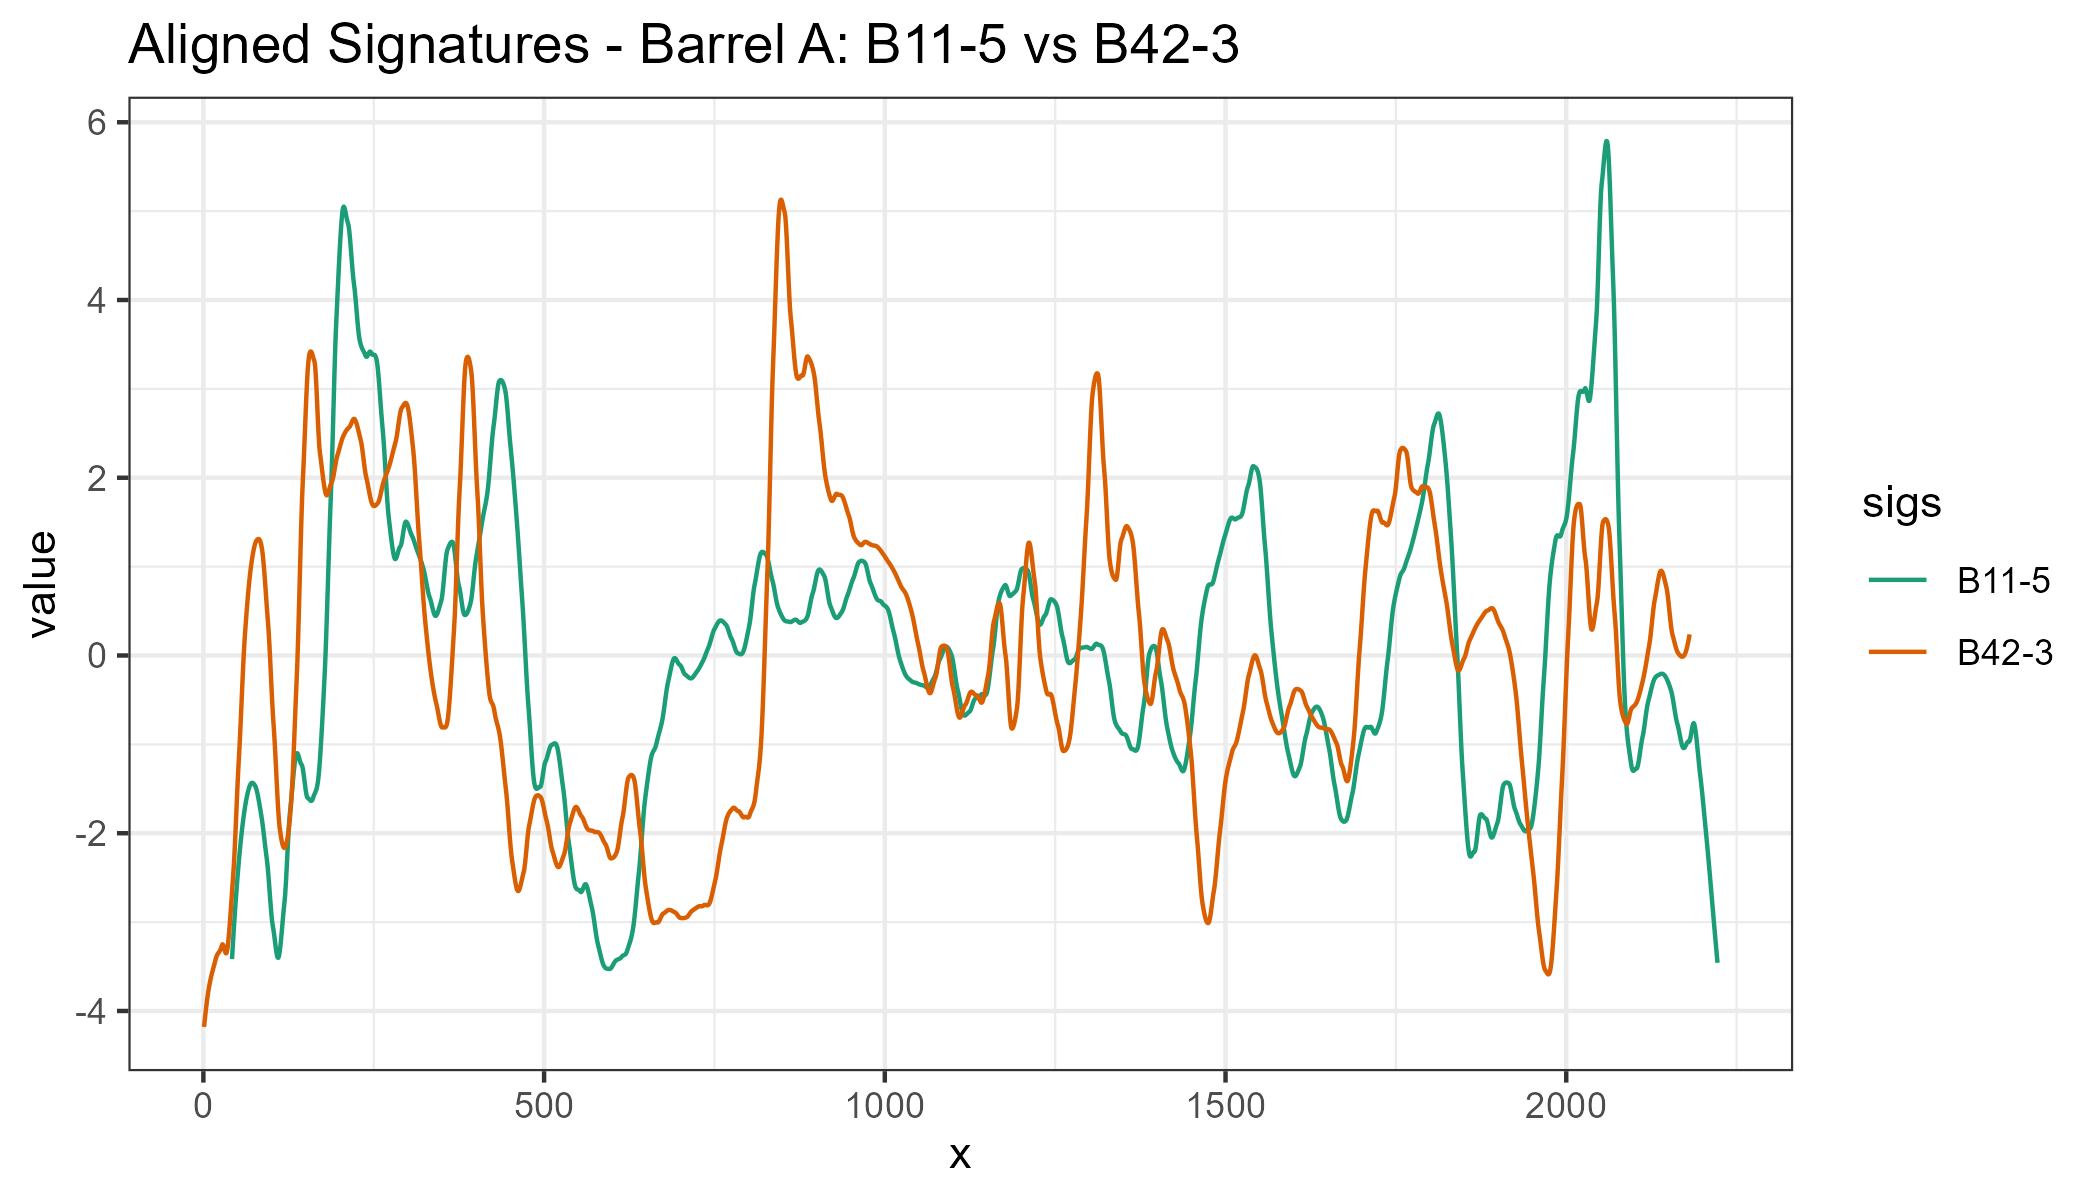 Aligned Signatures - Barrel A: B11-5 vs B42-3
6
4
2
0
-2
-4
value
0 500 1000 1500 2000
x
sigs
B11-5
B42-3